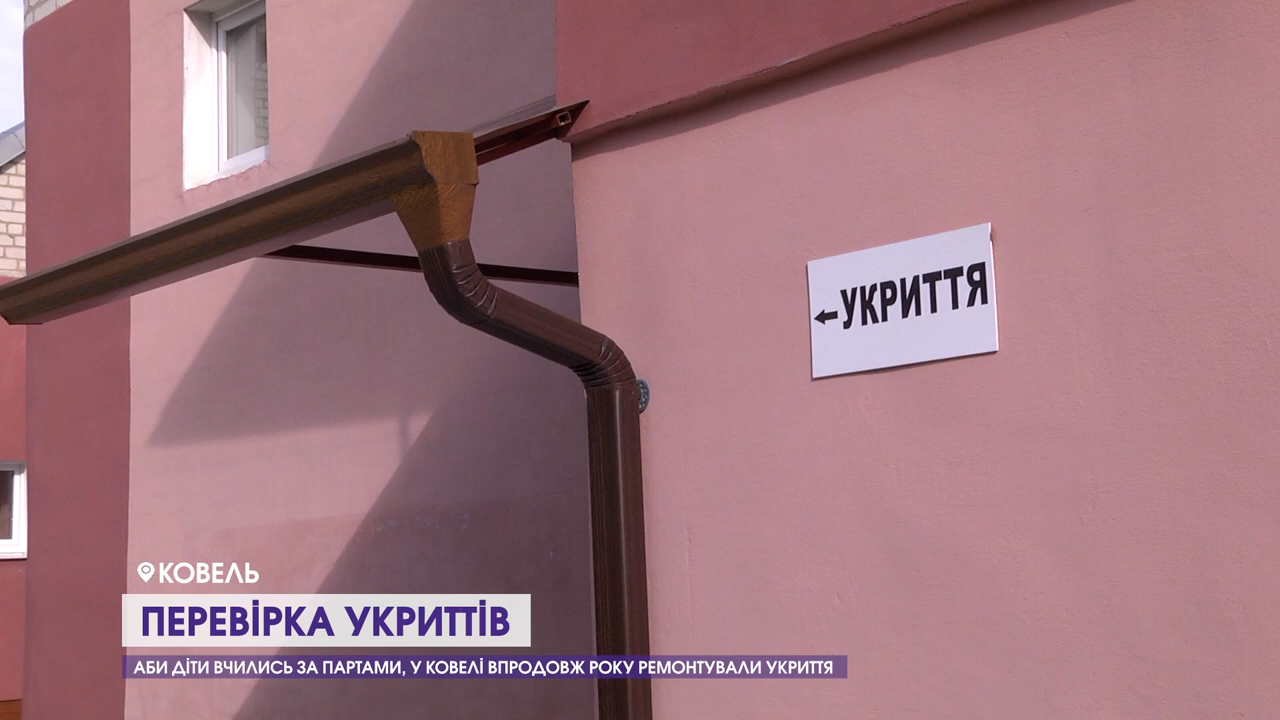 ←УКРИТТЯ
КОВЕЛЬ
ПЕРЕВІРКА УКРИТТІВ
АБИ ДІТИ ВЧИЛИСЬ ЗА ПАРТАМИ, У КОВЕЛІ ВПРОДОВЖ РОКУ РЕМОНТУВАЛИ УКРИТТЯ